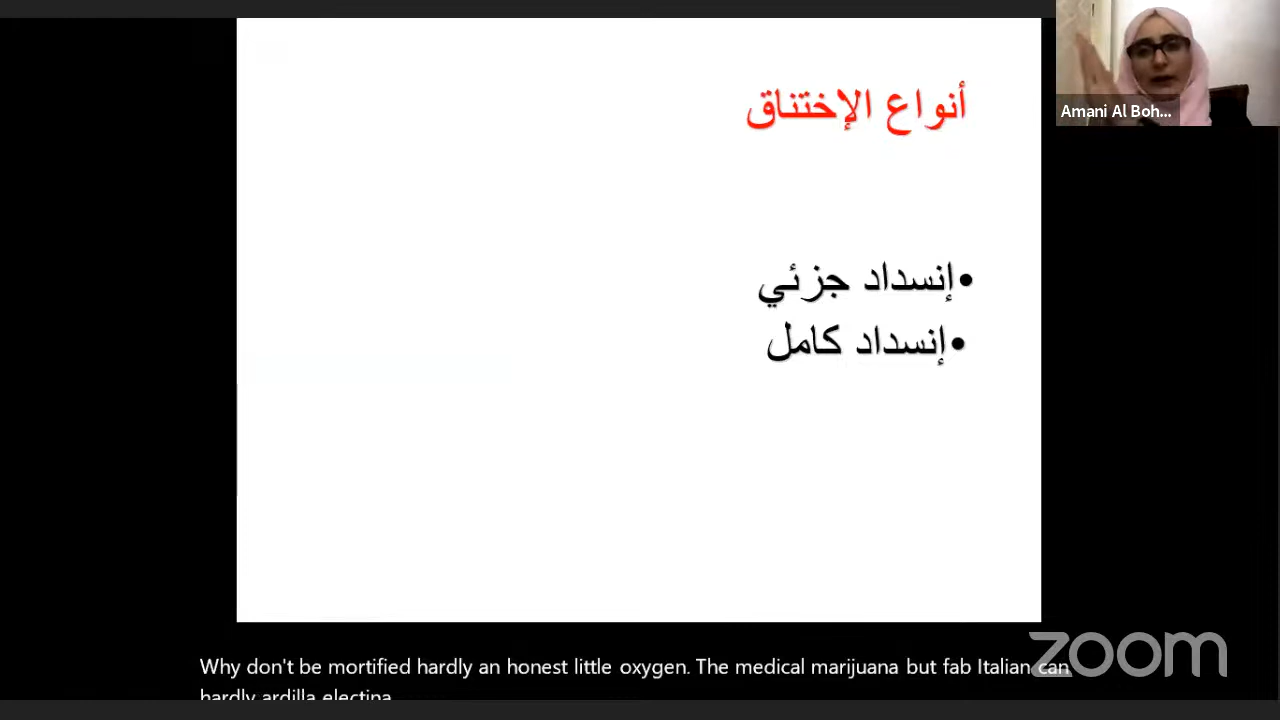 Amani Al Boh...
أنواع الإختناق
•إنسداد جزئي
•إنسداد كامل
zoom
Why don't be mortified hardly an honest little oxygen. The medical marijuana but fab Italian can
hardly ardilla electina